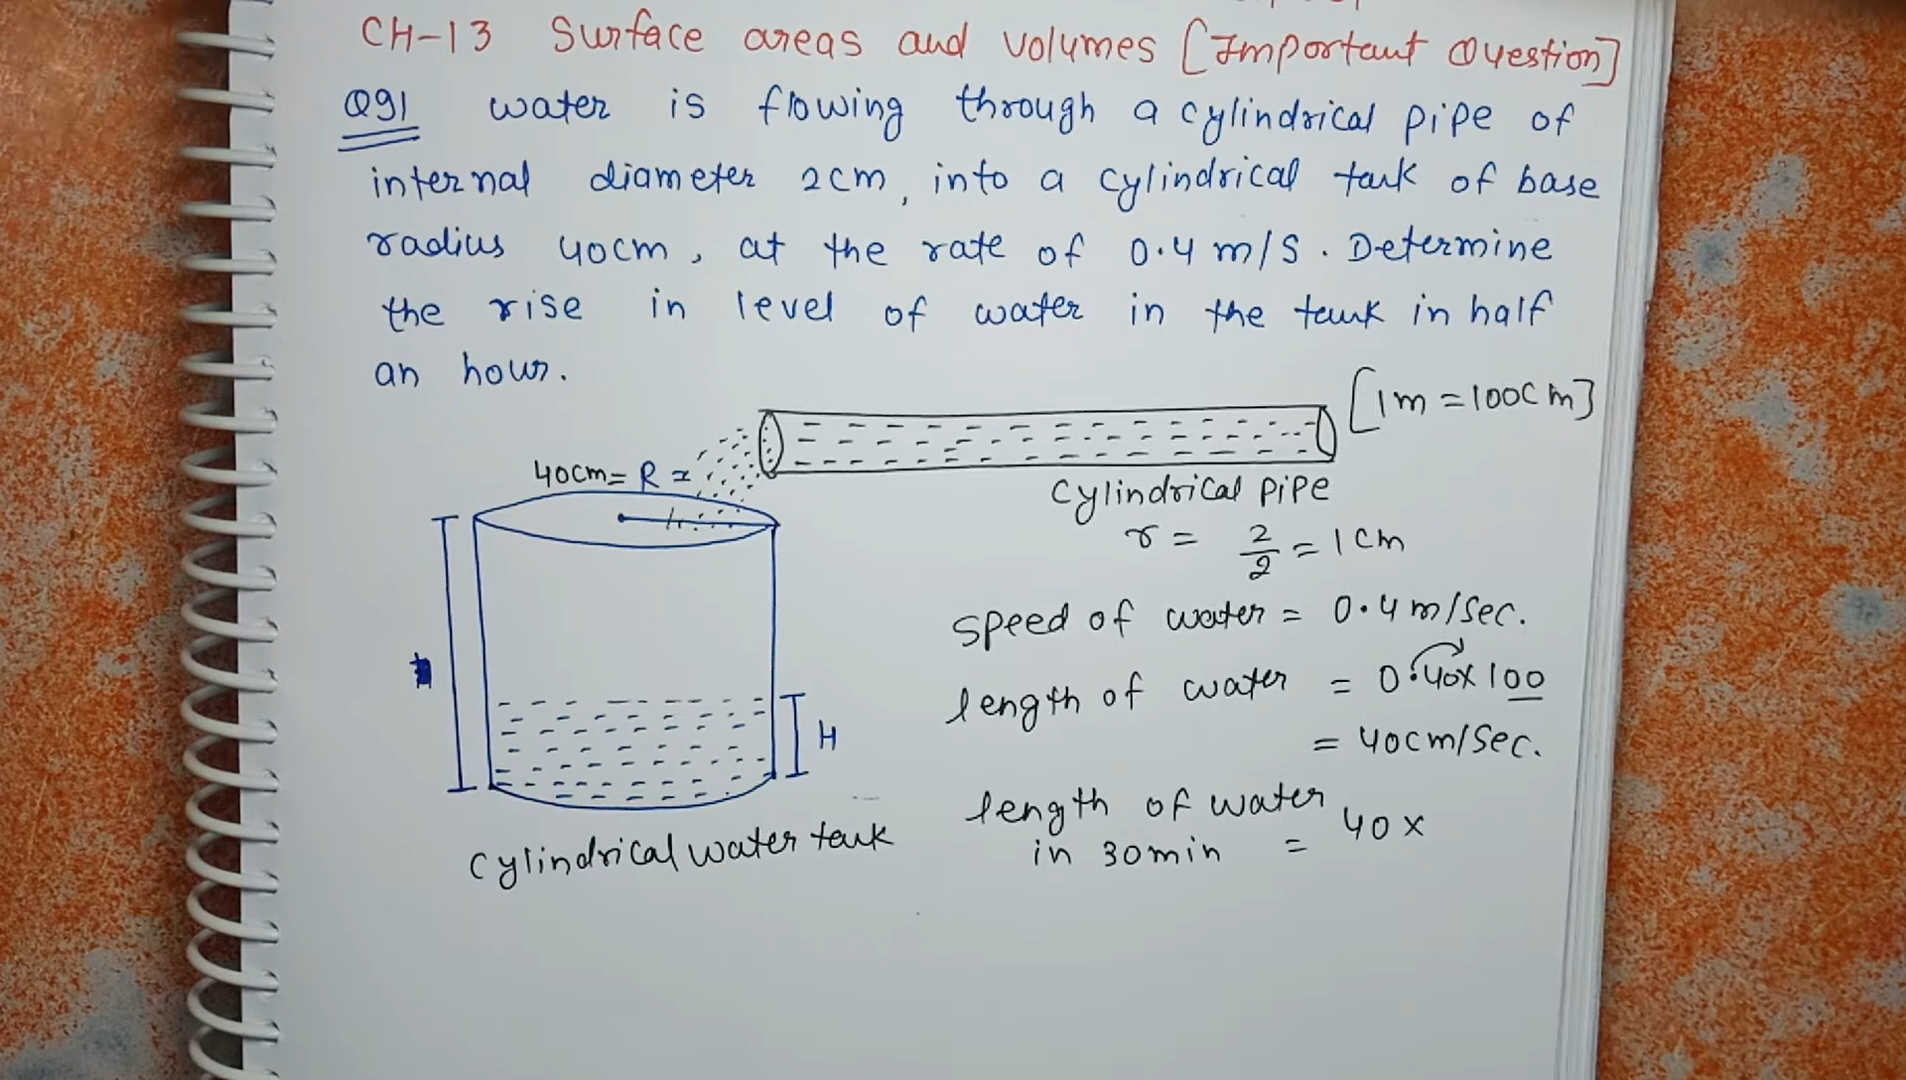 CH-13 Surface areas and volumes [Important Question]
Q91 water is flowing through a cylindrical pipe of
internal diameter 2cm, into a cylindrical tank of base
radius 40cm, at the rate of 0.4 m/s. Determine
the rise in level of water in the tank in half
an hour.
[1m = 100cm]
40cm = R =
cylindrical pipe
r = 2/2 = 1cm
speed of water = 0.4 m/sec.
length of water = 0.40x100
= 40cm/sec.
H
length of water
in 30min = 40x
cylindrical water tank